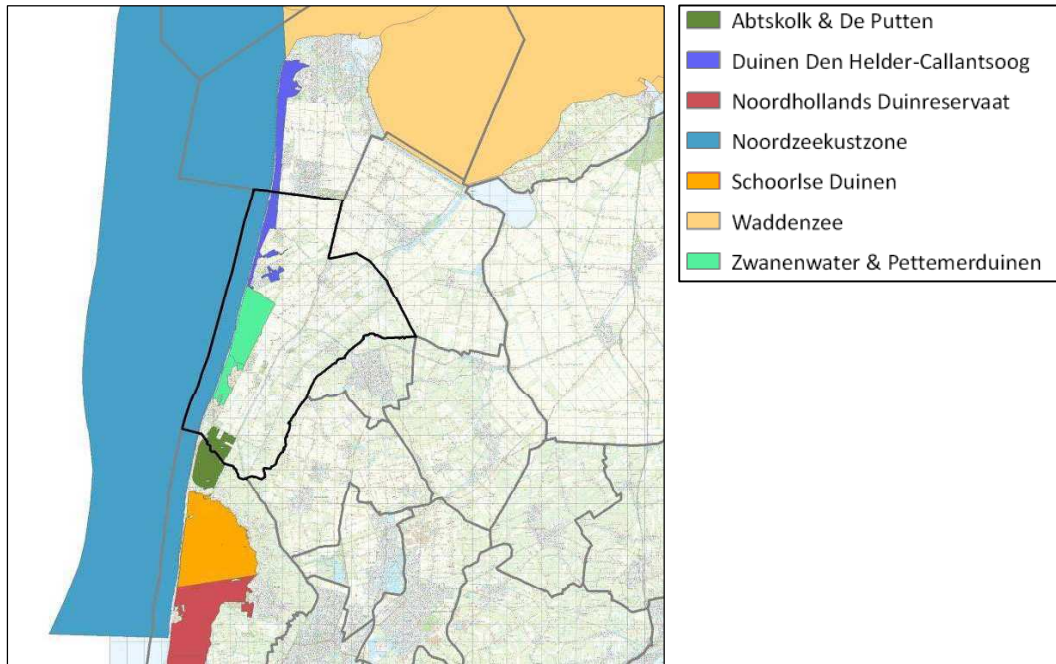 Abtskolk & De Putten
Duinen Den Helder-Callantsoog
Noordhollands Duinreservaat
Noordzeekustzone
Schoorlse Duinen
Waddenzee
Zwanenwater & Pettemerduinen